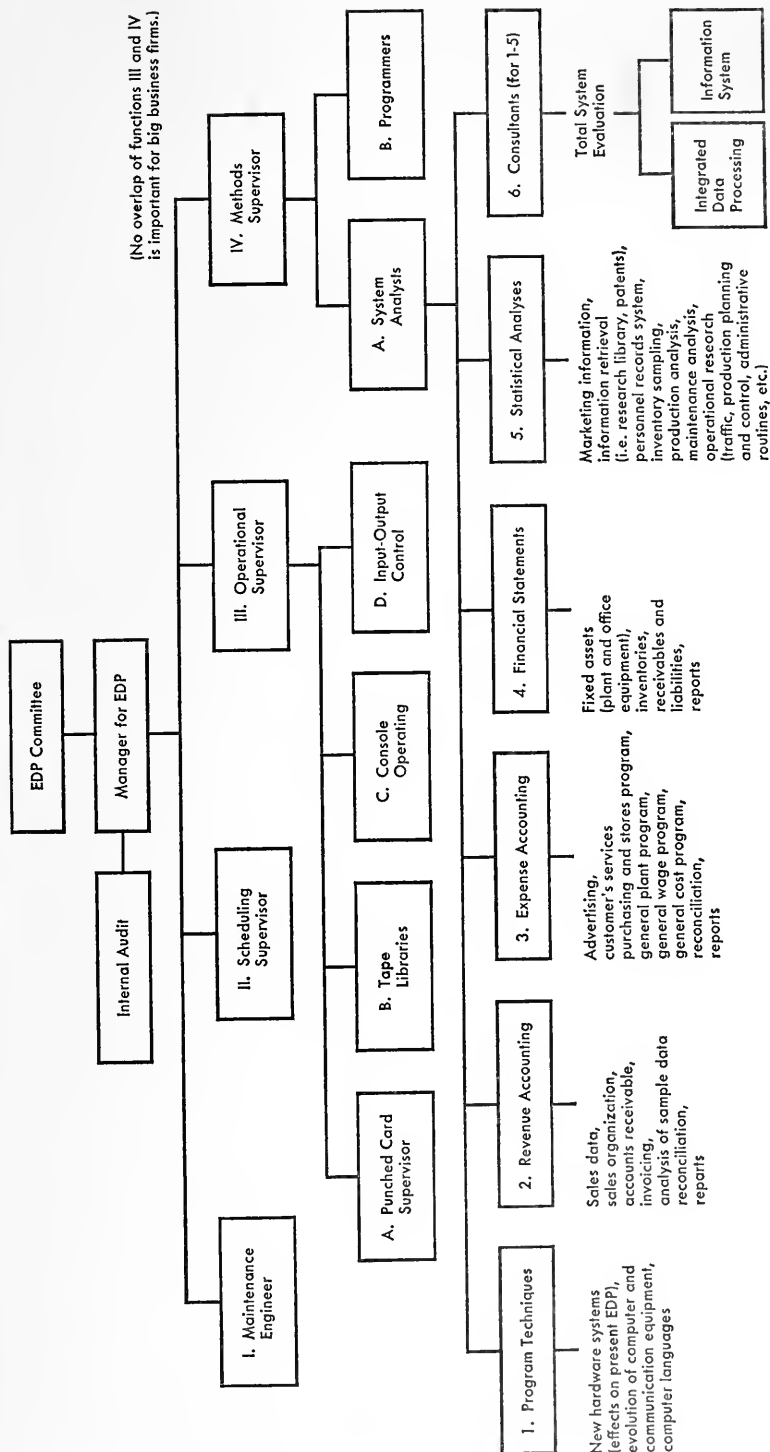 EDP Committee
Internal Audit
Manager for EDP
(No overlap of functions III and IV
is important for big business firms.)
I. Maintenance
Engineer
II. Scheduling
Supervisor
III. Operational
Supervisor
IV. Methods
Supervisor
A. Punched Card
Supervisor
B. Tape
Libraries
C. Console
Operating
D. Input-Output
Control
A. System
Analysts
B. Programmers
1. Program Techniques
2. Revenue Accounting
3. Expense Accounting
4. Financial Statements
5. Statistical Analyses
6. Consultants (for 1-5)
New hardware systems
(effects on present EDP),
evolution of computer and
communication equipment,
computer languages
Sales data,
sales organization,
accounts receivable,
invoicing,
analysis of sample data
reconciliation,
reports
Advertising,
customer's services
purchasing and stores program,
general plant program,
general wage program,
general cost program,
reconciliation,
reports
Fixed assets
(plant and office
equipment),
inventories,
receivables and
liabilities,
reports
Marketing information,
information retrieval
(i.e. research library, patents),
personnel records system,
inventory sampling,
production analysis,
maintenance analysis,
operational research
(traffic, production planning
and control, administrative
routines, etc.)
Total System
Evaluation
Integrated
Data
Processing
Information
System